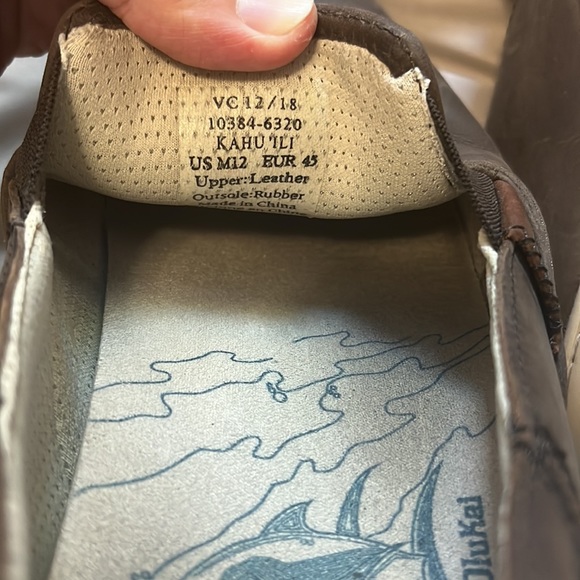 VC 12/18
10384-6320
KAHU 'ILI
US M12 EUR 45
Upper:Leather
Outsole:Rubber
Made in China
Olukai